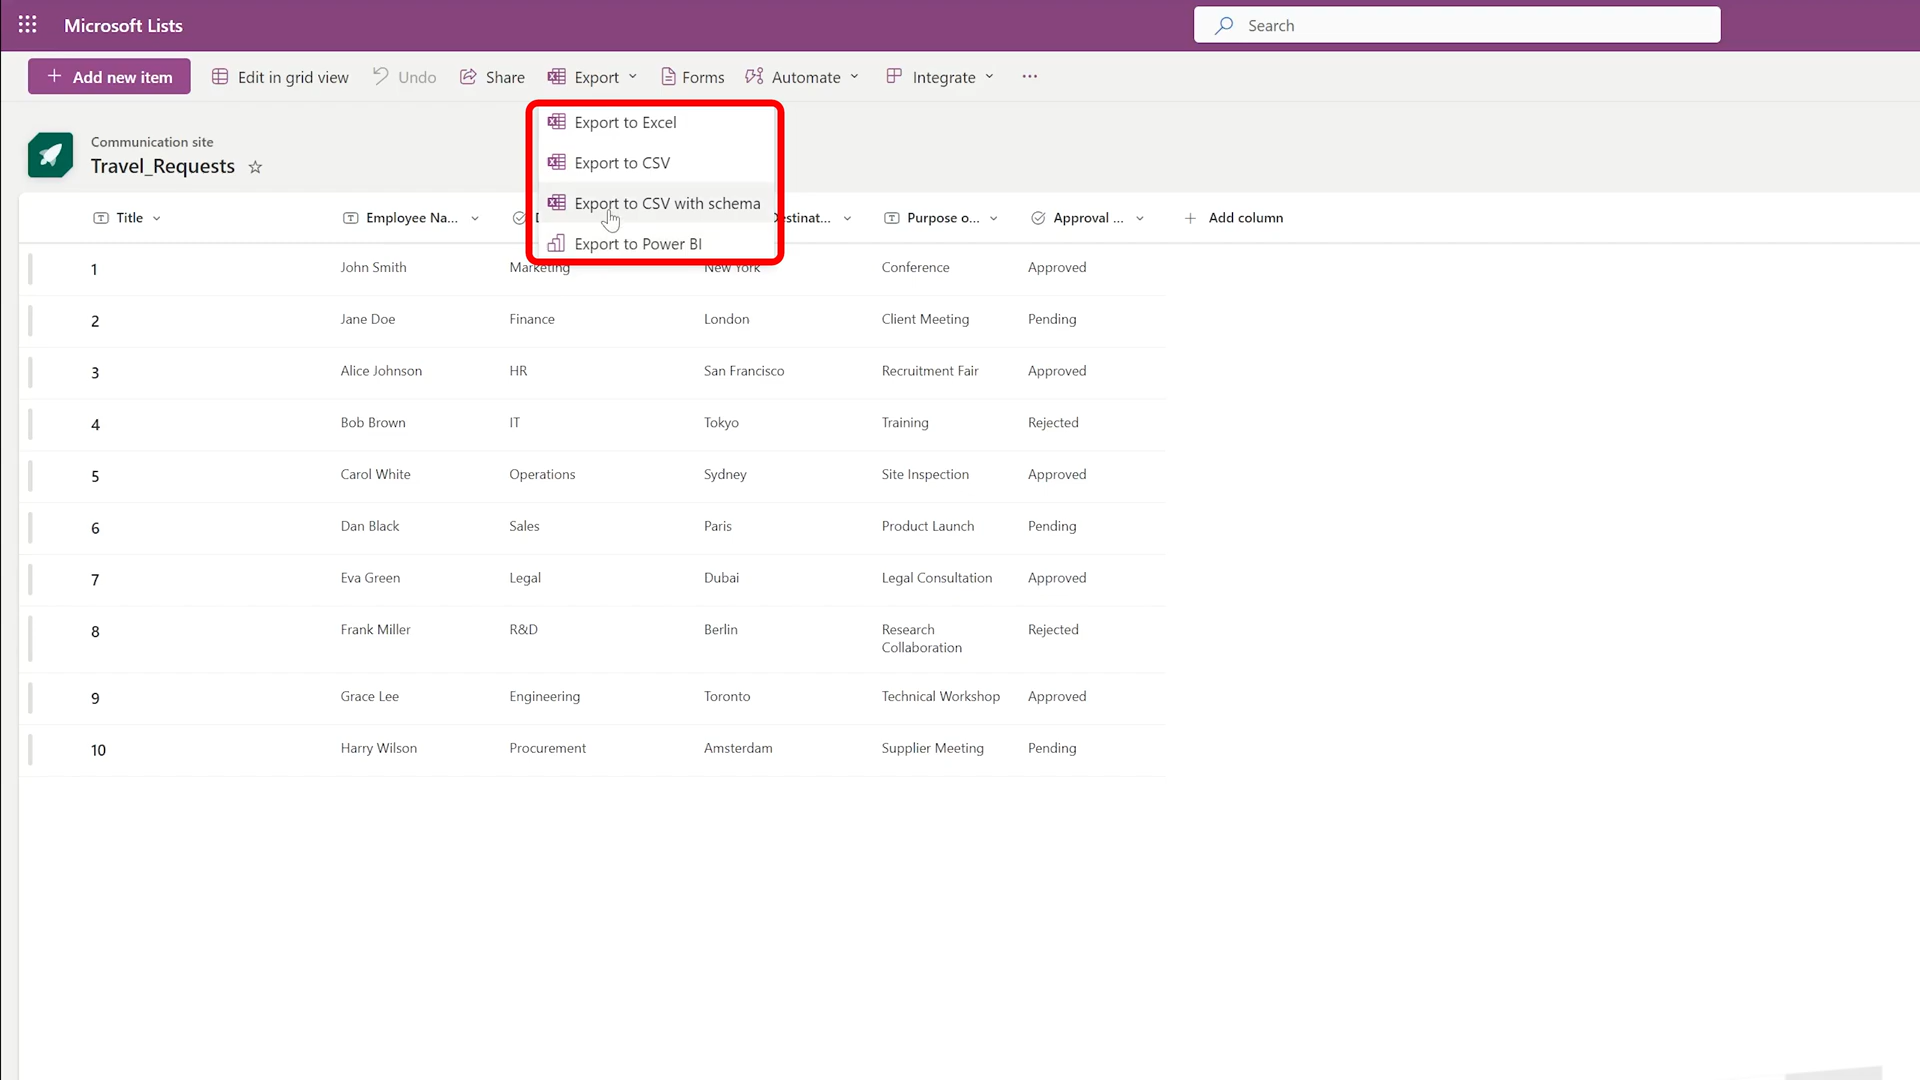 Microsoft Lists
Search
Add new item
Edit in grid view
Undo
Share
Export
Forms
Automate
Integrate
...
Export to Excel
Export to CSV
Export to CSV with schema
Export to Power BI
Communication site
Travel_Requests
Title
Employee Na...
Destinat...
Purpose o...
Approval ...
Add column
1 John Smith Marketing New York Conference Approved
2 Jane Doe Finance London Client Meeting Pending
3 Alice Johnson HR San Francisco Recruitment Fair Approved
4 Bob Brown IT Tokyo Training Rejected
5 Carol White Operations Sydney Site Inspection Approved
6 Dan Black Sales Paris Product Launch Pending
7 Eva Green Legal Dubai Legal Consultation Approved
8 Frank Miller R&D Berlin Research Collaboration Rejected
9 Grace Lee Engineering Toronto Technical Workshop Approved
10 Harry Wilson Procurement Amsterdam Supplier Meeting Pending